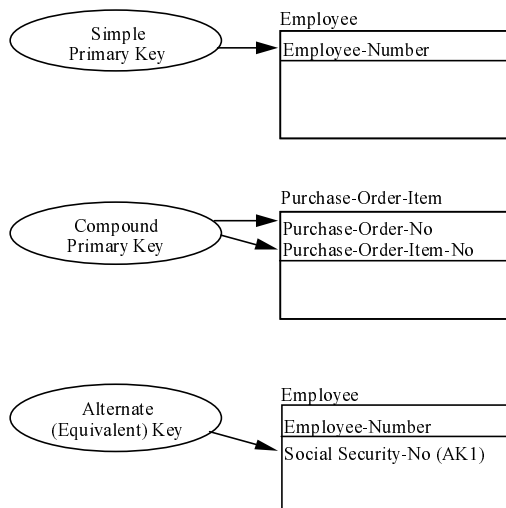 Employee
Simple
Primary Key
Employee-Number
Purchase-Order-Item
Compound
Primary Key
Purchase-Order-No
Purchase-Order-Item-No
Employee
Alternate
(Equivalent) Key
Employee-Number
Social Security-No (AK1)